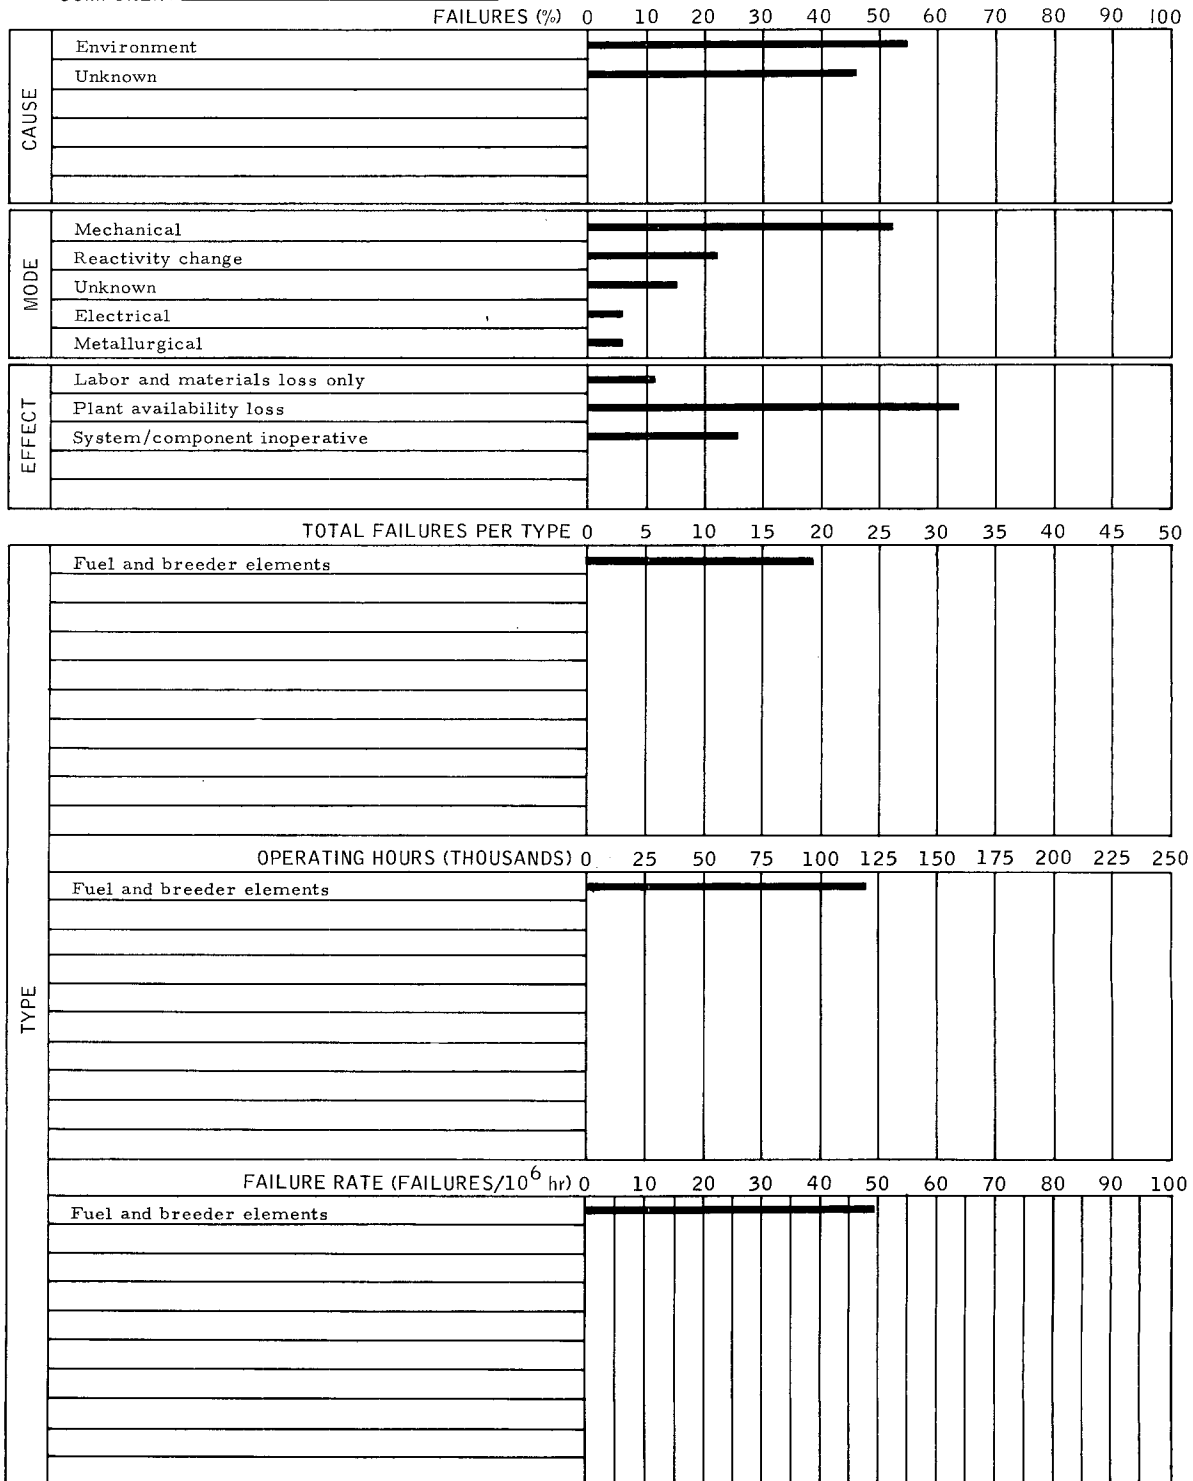 FAILURES (%) 0 10 20 30 40 50 60 70 80 90 100
CAUSE
Environment
Unknown
MODE
Mechanical
Reactivity change
Unknown
Electrical
Metallurgical
EFFECT
Labor and materials loss only
Plant availability loss
System/component inoperative
TOTAL FAILURES PER TYPE 0 5 10 15 20 25 30 35 40 45 50
TYPE
Fuel and breeder elements
OPERATING HOURS (THOUSANDS) 0 25 50 75 100 125 150 175 200 225 250
Fuel and breeder elements
FAILURE RATE (FAILURES/10⁶ hr) 0 10 20 30 40 50 60 70 80 90 100
Fuel and breeder elements